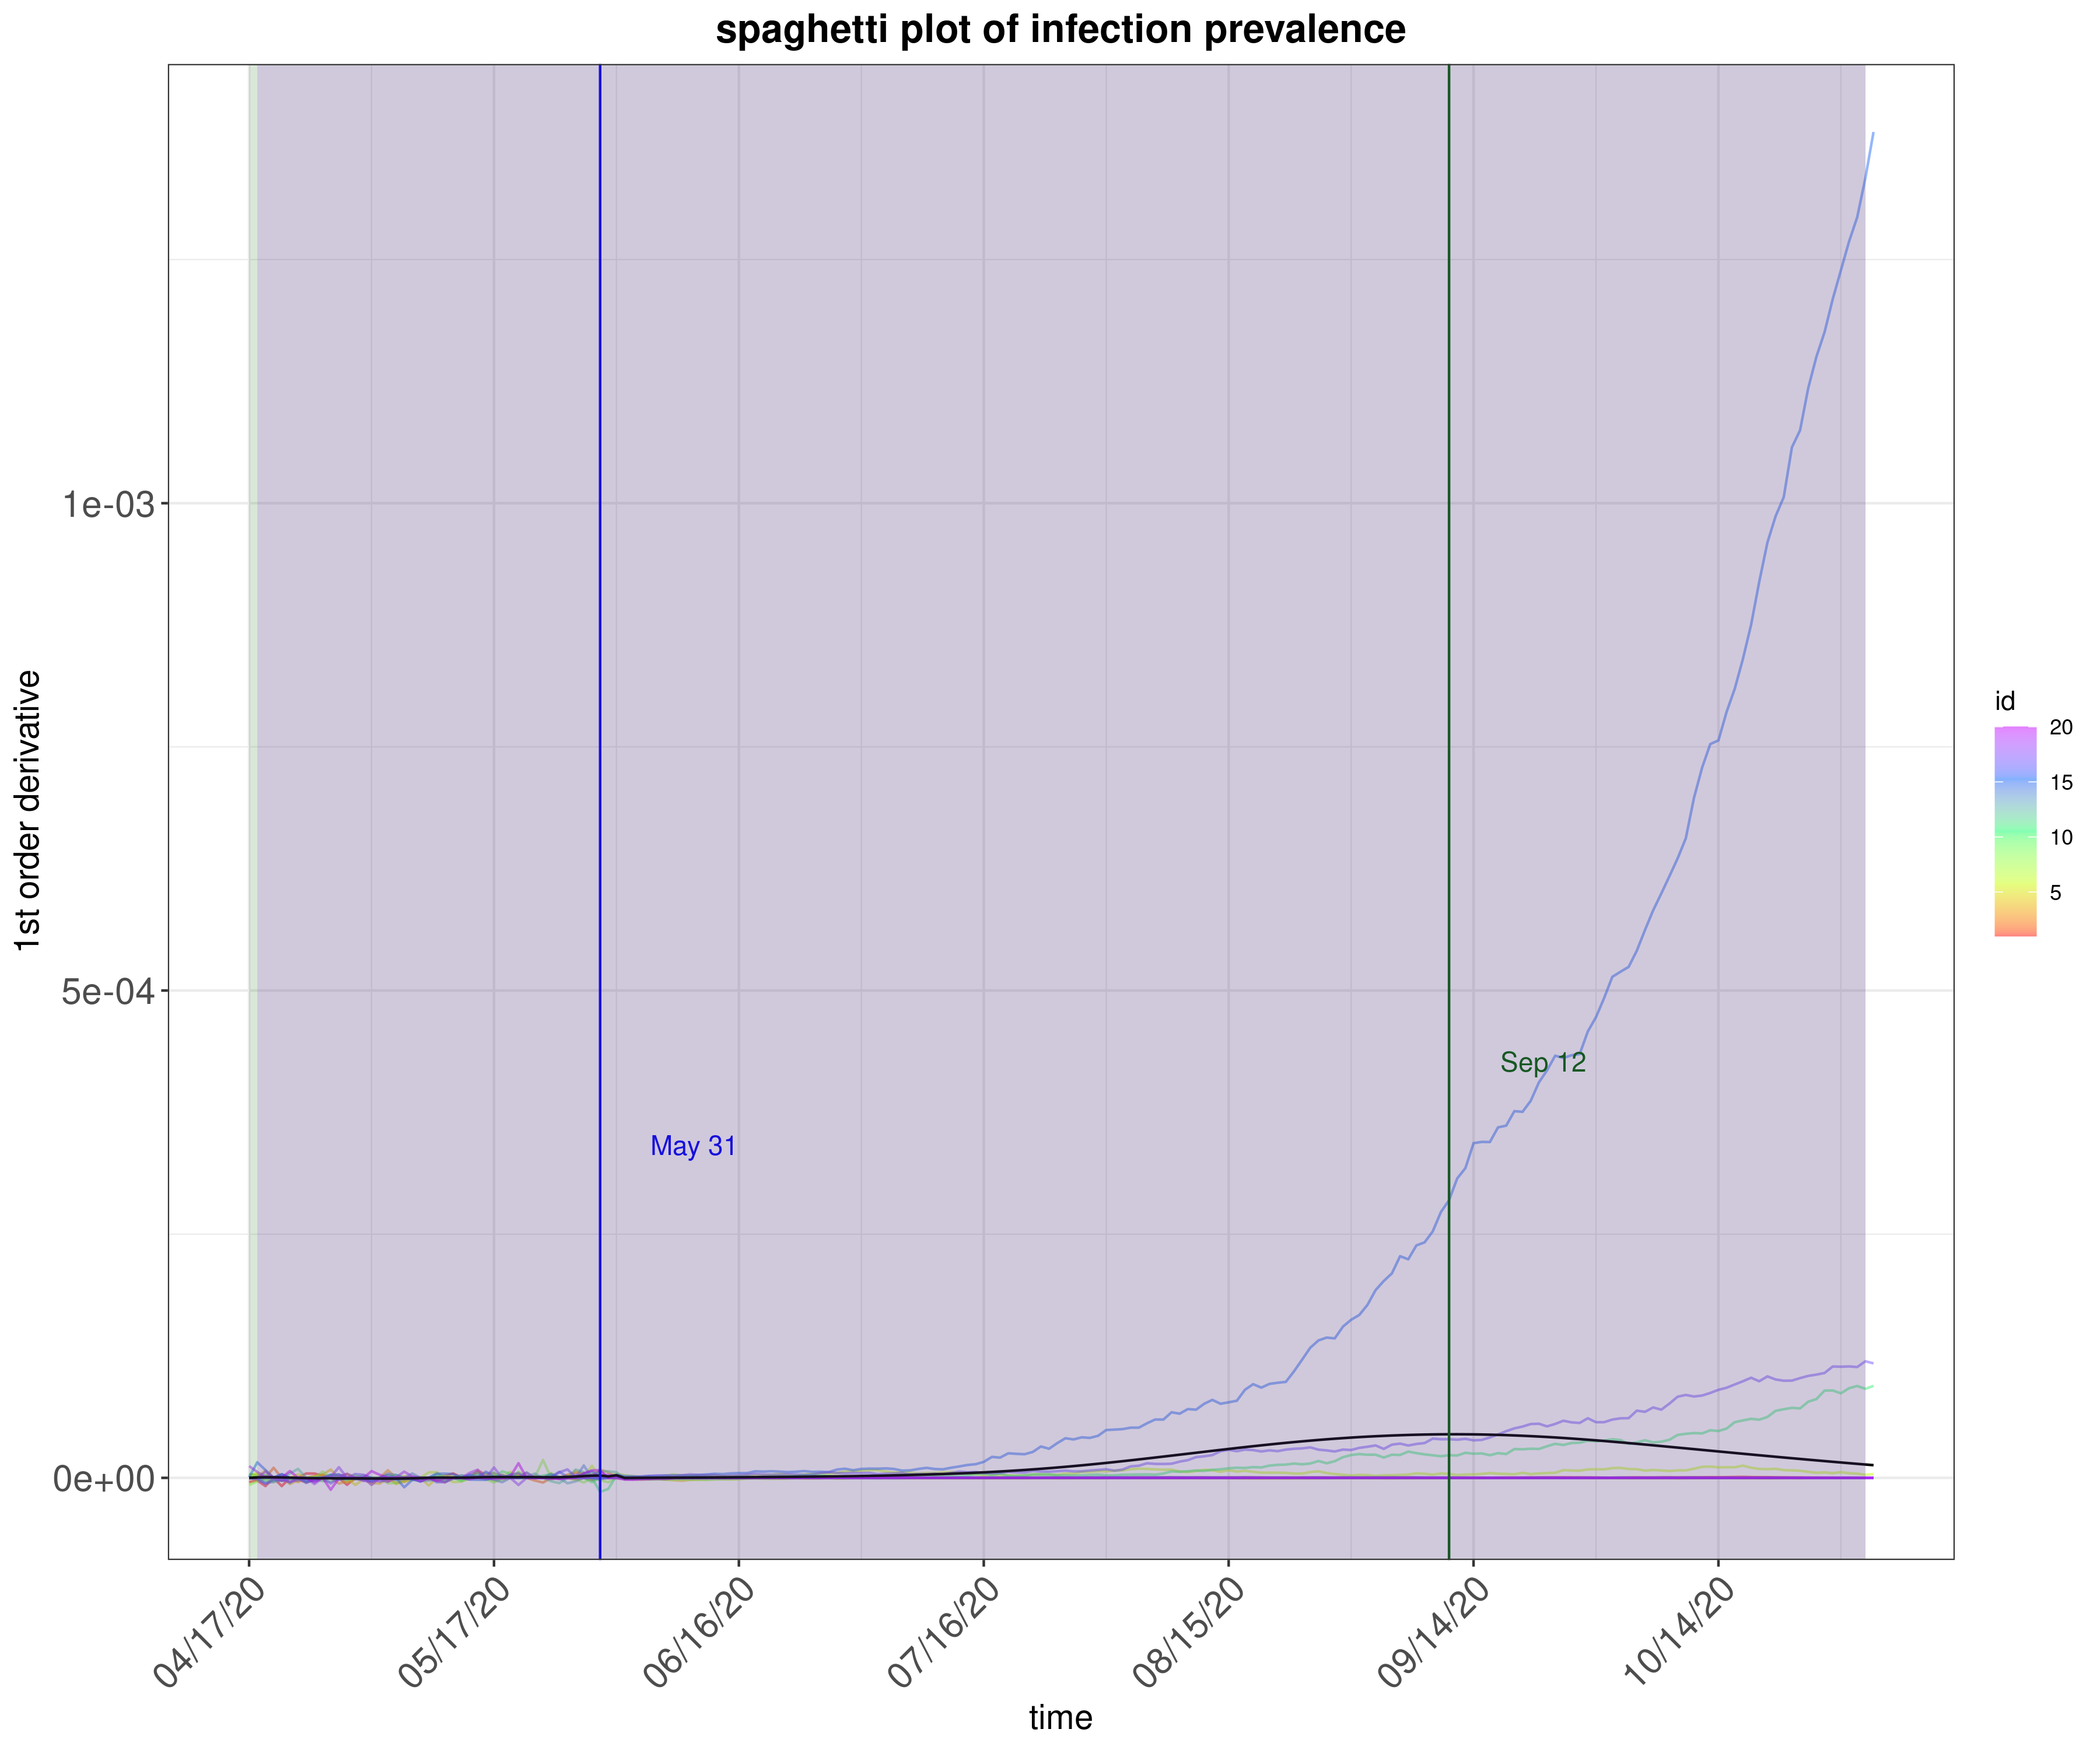 spaghetti plot of infection prevalence
1st order derivative
1e-03
5e-04
0e+00
May 31
Sep 12
04/17/20
05/17/20
06/16/20
07/16/20
08/15/20
09/14/20
10/14/20
time
id
20
15
10
5